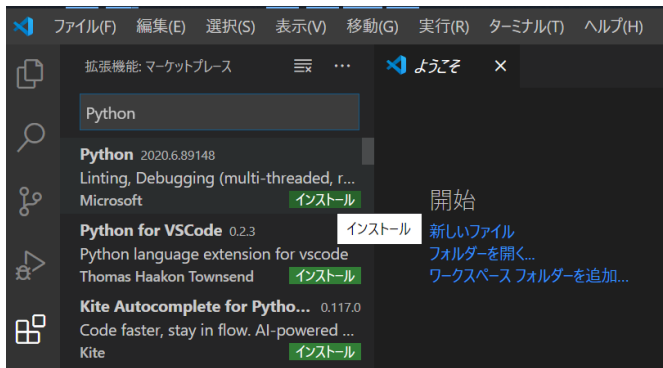 ファイル(F) 編集(E) 選択(S) 表示(V) 移動(G) 実行(R) ターミナル(T) ヘルプ(H)
拡張機能: マーケットプレース
Python
Python 2020.6.89148
Linting, Debugging (multi-threaded, r...
Microsoft インストール
Python for VSCode 0.2.3
Python language extension for vscode
Thomas Haakon Townsend インストール
Kite Autocomplete for Pytho... 0.117.0
Code faster, stay in flow. AI-powered ...
Kite インストール
インストール
ようこそ
開始
新しいファイル
フォルダーを開く...
ワークスペース フォルダーを追加...